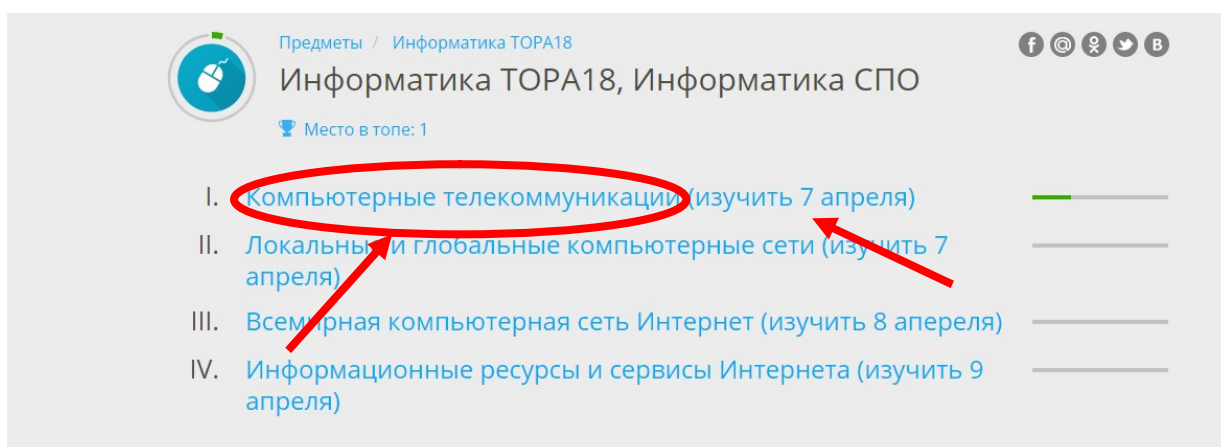 Предметы / Информатика ТОРА18
Информатика ТОРА18, Информатика СПО
Место в топе: 1
I. Компьютерные телекоммуникации (изучить 7 апреля)
II. Локальные и глобальные компьютерные сети (изучить 7
апреля)
III. Всемирная компьютерная сеть Интернет (изучить 8 апереля)
IV. Информационные ресурсы и сервисы Интернета (изучить 9
апреля)